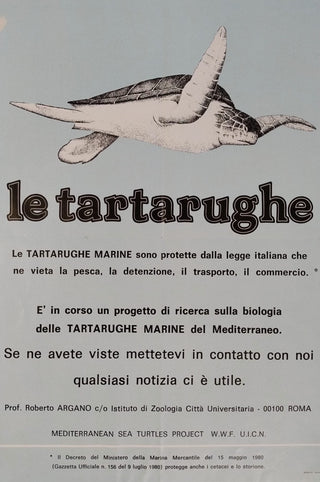 le tartarughe
Le TARTARUGHE MARINE sono protette dalla legge italiana che
ne vieta la pesca, la detenzione, il trasporto, il commercio. *
E' in corso un progetto di ricerca sulla biologia
delle TARTARUGHE MARINE del Mediterraneo.
Se ne avete viste mettetevi in contatto con noi
qualsiasi notizia ci è utile.
Prof. Roberto ARGANO c/o Istituto di Zoologia Città Universitaria - 00100 ROMA
MEDITERRANEAN SEA TURTLES PROJECT W.W.F. U.I.C.N.
* Il Decreto del Ministero della Marina Mercantile del 15 maggio 1980
(Gazzetta Ufficiale n. 156 del 9 luglio 1980) protegge anche i cetacei e lo storione.